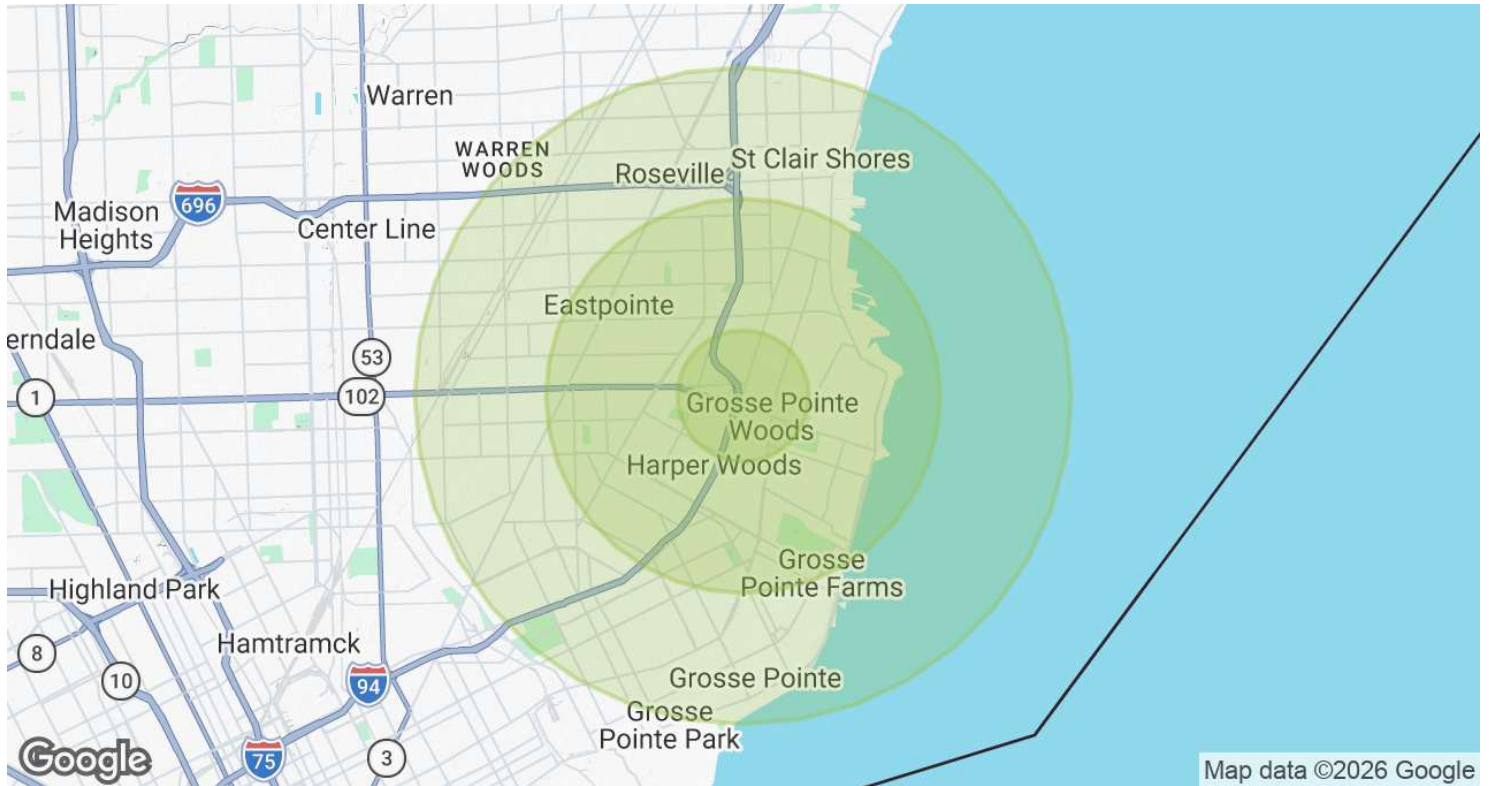 Warren
WARREN
WOODS
St Clair Shores
Roseville
696
Madison
Heights
Center Line
Eastpointe
erndale
53
1
102
Grosse Pointe
Woods
Harper Woods
Grosse
Pointe Farms
Highland Park
Hamtramck
8
10
94
Grosse Pointe
Grosse
Pointe Park
3
75
Google
Map data ©2026 Google